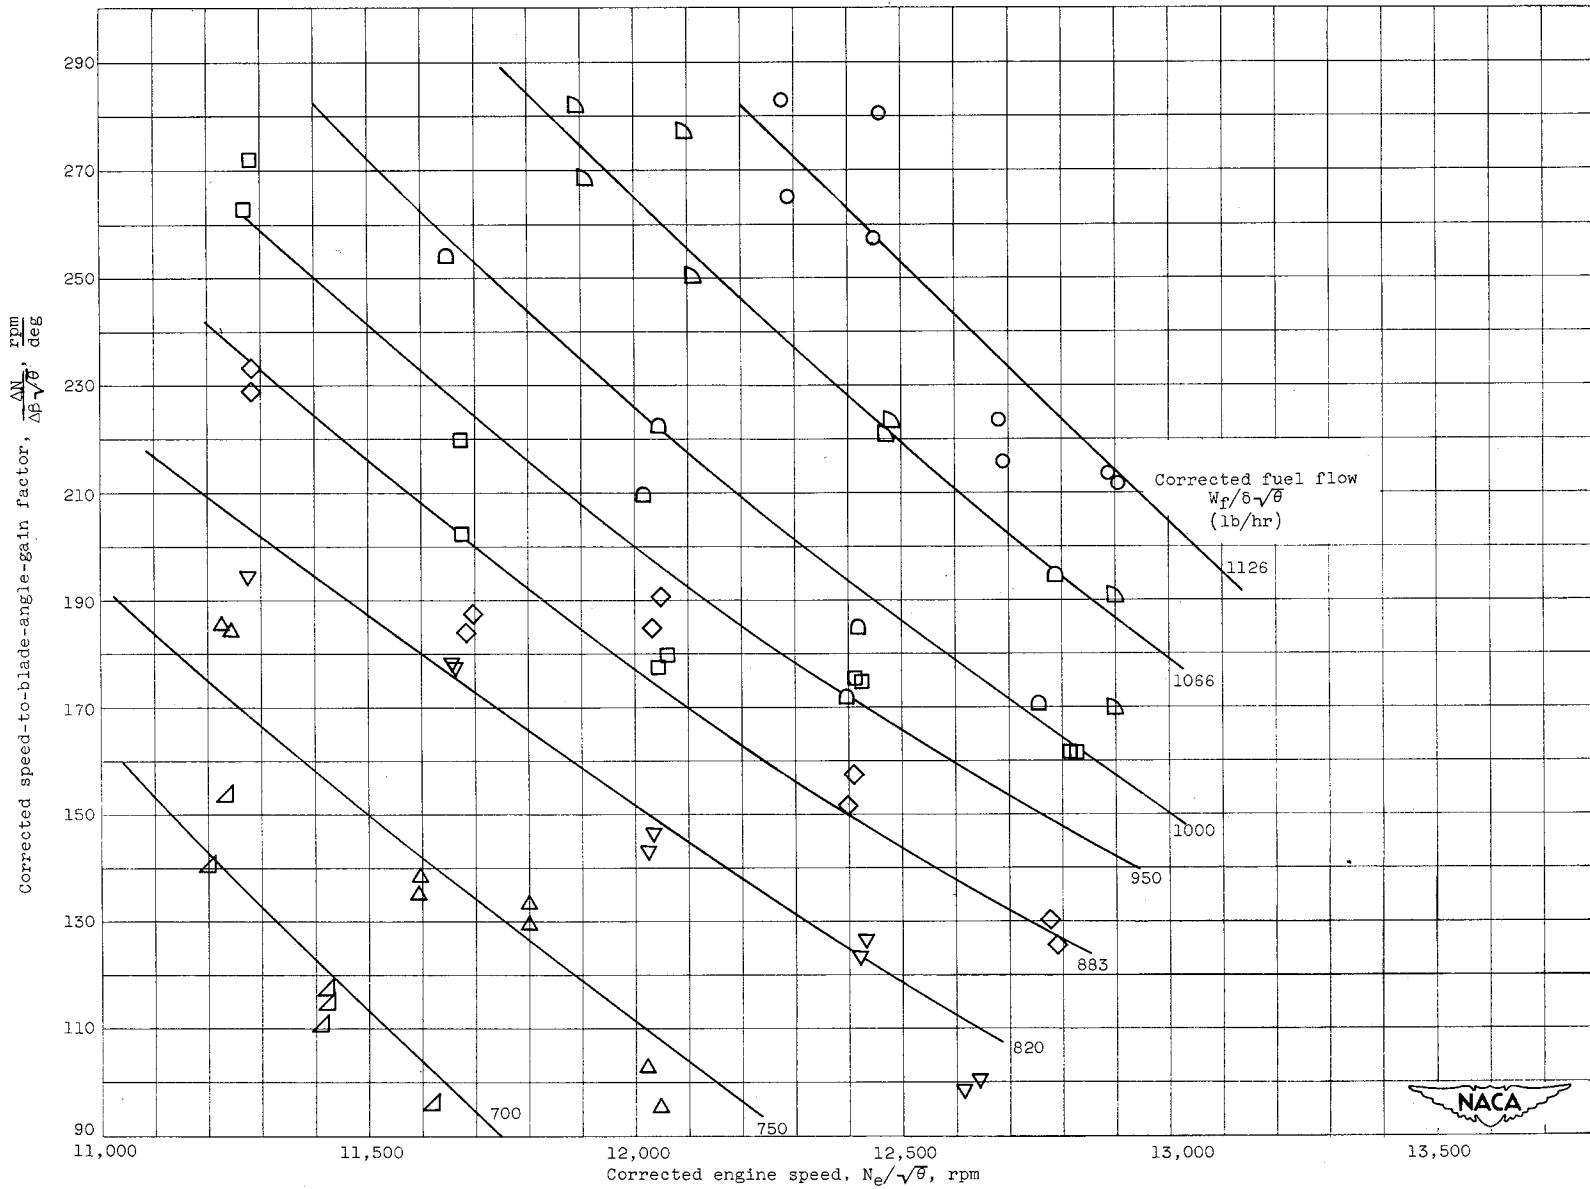 290
270
250
230
210
190
170
150
130
110
90
Corrected speed-to-blade-angle-gain factor, ΔN/Δβ√θ, rpm/deg
11,000 11,500 12,000 12,500 13,000 13,500
Corrected engine speed, Ne/√θ, rpm
Corrected fuel flow
Wf/δ√θ
(lb/hr)
1126
1066
1000
950
883
820
750
700
NACA